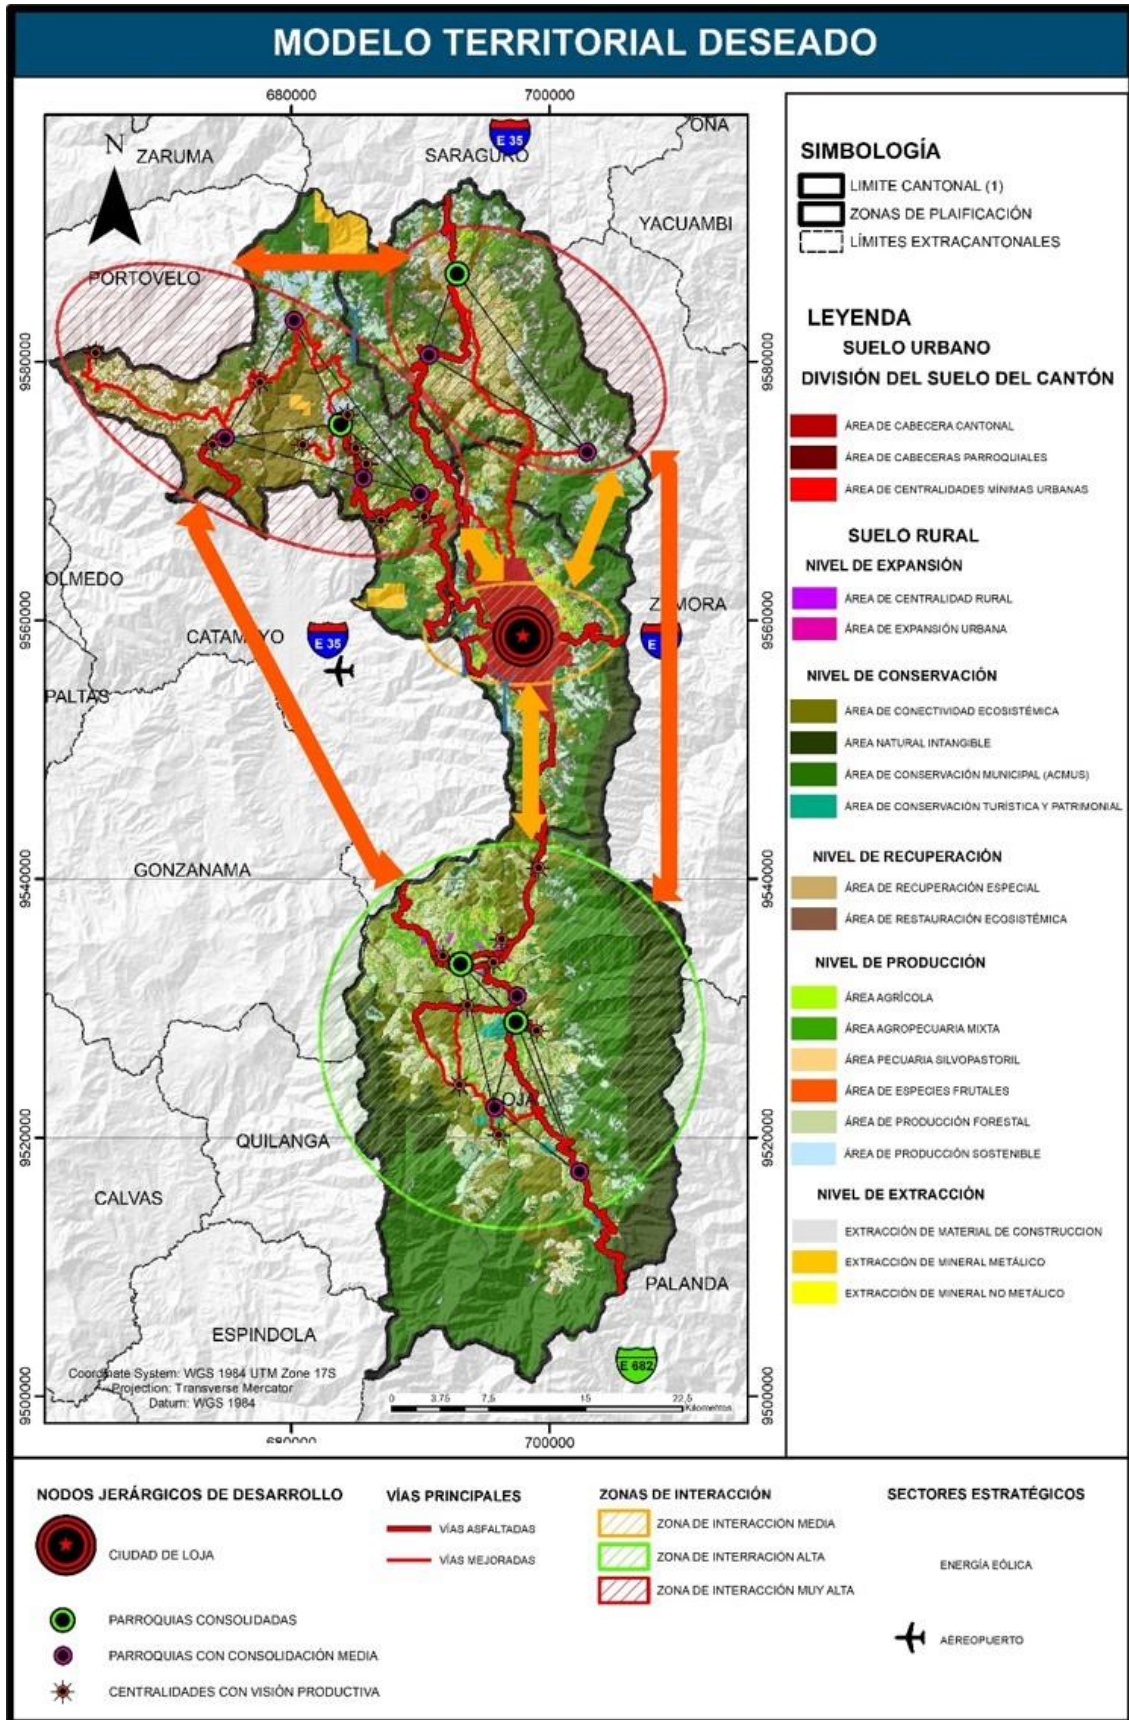 MODELO TERRITORIAL DESEADO
680000
700000
N
ZARUMA
E 35
SARAGURO
OÑA
YACUAMBI
PORTOVELO
9580000
9580000
OLMEDO
CATAMAYO
E 35
ZAMORA
E
9560000
9560000
PALTAS
GONZANAMA
9540000
9540000
OJA
QUILANGA
9520000
9520000
CALVAS
PALANDA
ESPINDOLA
E 682
Coordinate System: WGS 1984 UTM Zone 17S
Projection: Transverse Mercator
Datum: WGS 1984
0 3.75 7,5 15 22,5
Kilometros
9500000
9500000
680000
700000
SIMBOLOGÍA
LIMITE CANTONAL (1)
ZONAS DE PLAIFICACIÓN
LÍMITES EXTRACANTONALES
LEYENDA
SUELO URBANO
DIVISIÓN DEL SUELO DEL CANTÓN
ÁREA DE CABECERA CANTONAL
ÁREA DE CABECERAS PARROQUIALES
ÁREA DE CENTRALIDADES MÍNIMAS URBANAS
SUELO RURAL
NIVEL DE EXPANSIÓN
ÁREA DE CENTRALIDAD RURAL
ÁREA DE EXPANSIÓN URBANA
NIVEL DE CONSERVACIÓN
ÁREA DE CONECTIVIDAD ECOSISTÉMICA
ÁREA NATURAL INTANGIBLE
ÁREA DE CONSERVACIÓN MUNICIPAL (ACMUS)
ÁREA DE CONSERVACIÓN TURÍSTICA Y PATRIMONIAL
NIVEL DE RECUPERACIÓN
ÁREA DE RECUPERACIÓN ESPECIAL
ÁREA DE RESTAURACIÓN ECOSISTÉMICA
NIVEL DE PRODUCCIÓN
ÁREA AGRÍCOLA
ÁREA AGROPECUARIA MIXTA
ÁREA PECUARIA SILVOPASTORIL
ÁREA DE ESPECIES FRUTALES
ÁREA DE PRODUCCIÓN FORESTAL
ÁREA DE PRODUCCIÓN SOSTENIBLE
NIVEL DE EXTRACCIÓN
EXTRACCIÓN DE MATERIAL DE CONSTRUCCION
EXTRACCIÓN DE MINERAL METÁLICO
EXTRACCIÓN DE MINERAL NO METÁLICO
NODOS JERÁRGICOS DE DESARROLLO
CIUDAD DE LOJA
PARROQUIAS CONSOLIDADAS
PARROQUIAS CON CONSOLIDACIÓN MEDIA
CENTRALIDADES CON VISIÓN PRODUCTIVA
VÍAS PRINCIPALES
VÍAS ASFALTADAS
VÍAS MEJORADAS
ZONAS DE INTERACCIÓN
ZONA DE INTERACCIÓN MEDIA
ZONA DE INTERRACIÓN ALTA
ZONA DE INTERACCIÓN MUY ALTA
SECTORES ESTRATÉGICOS
ENERGÍA EÓLICA
AÉREOPUERTO